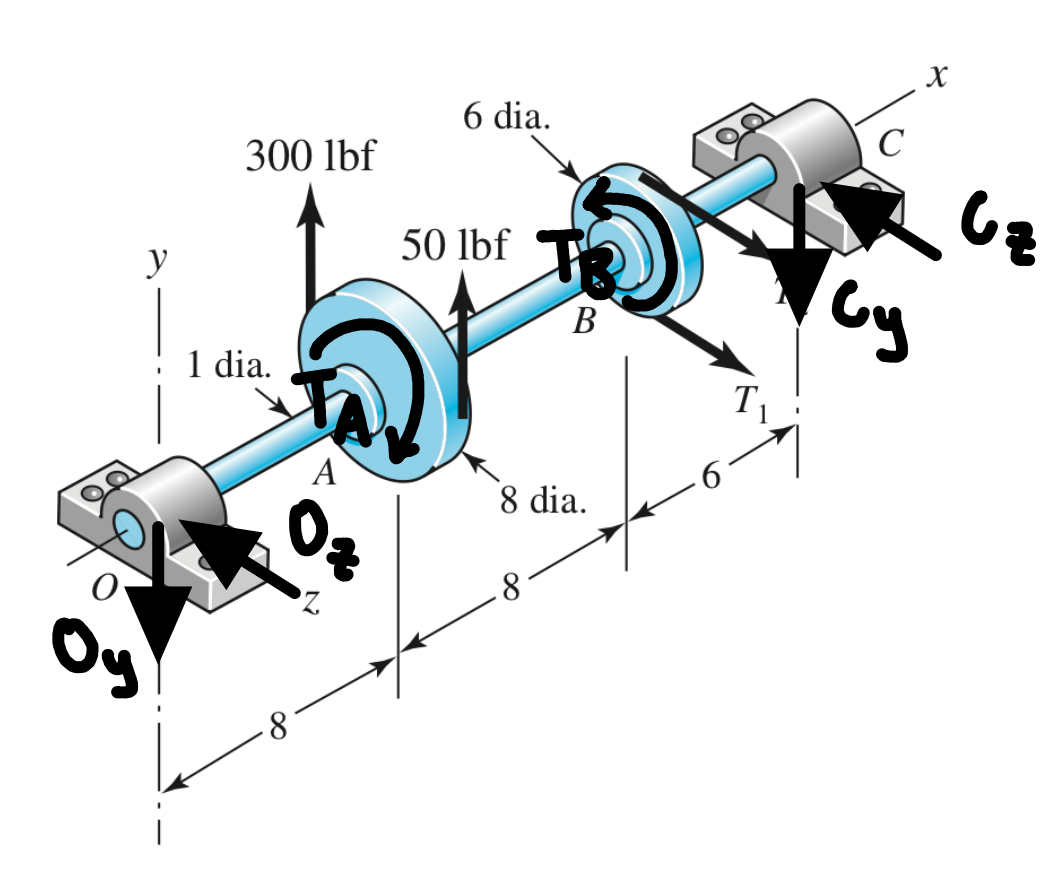 x
6 dia.
C
300 lbf
C_z
50 lbf
y
T_B
C_y
B
1 dia.
T_A
T_1
A
6
8 dia.
O_z
O
z
8
O_y
8